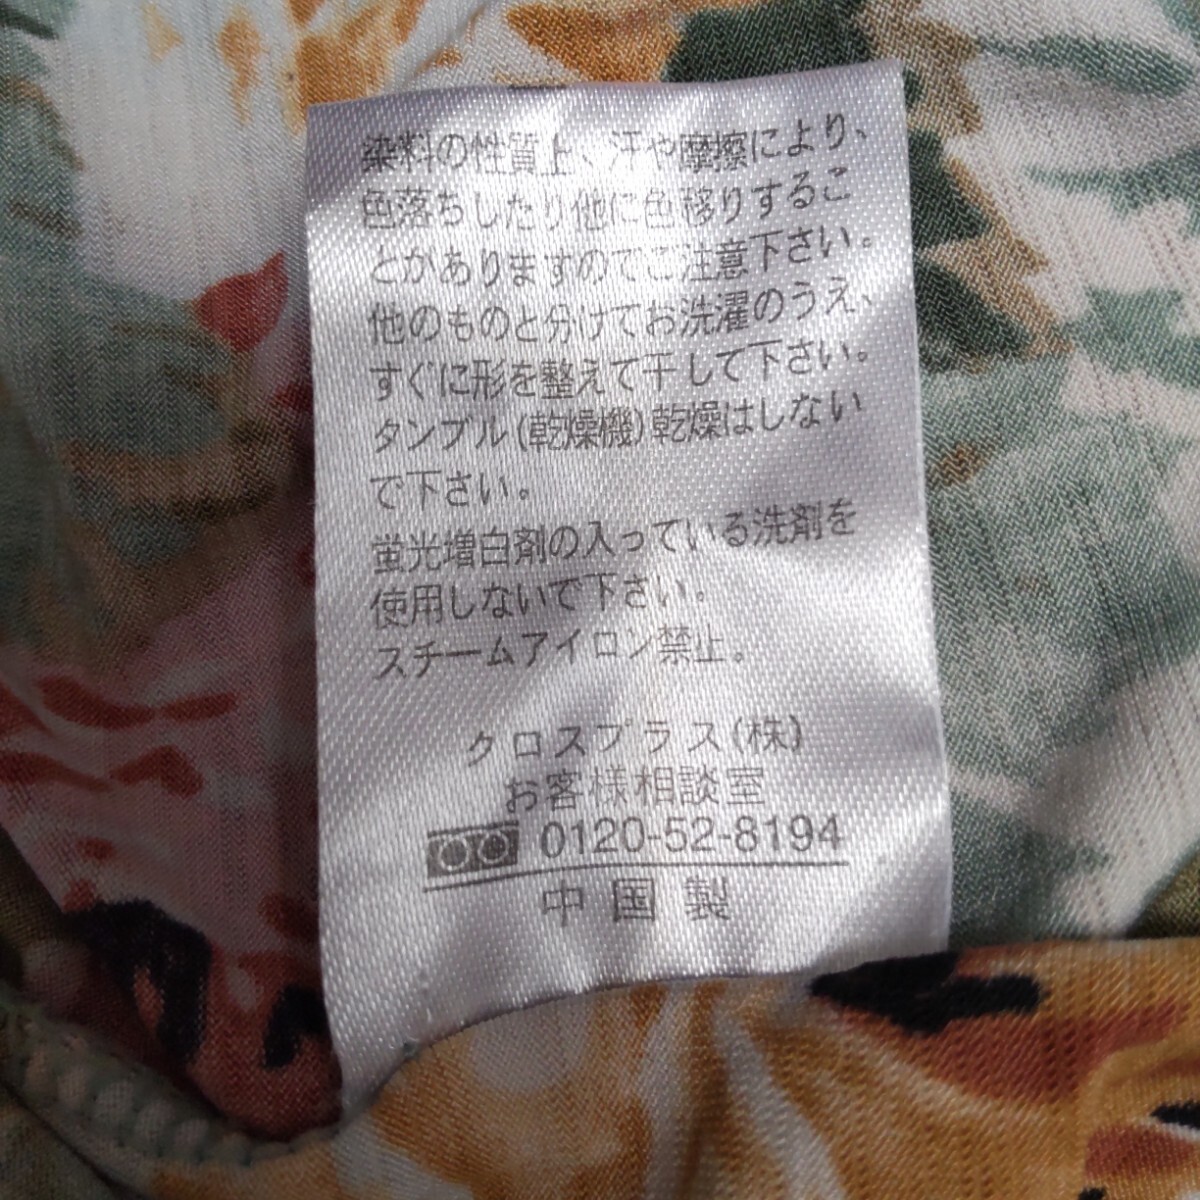 染料の性質上、汗や摩擦により、
色落ちしたり他に色移りするこ
とがありますのでご注意下さい。
他のものと分けてお洗濯のうえ、
すぐに形を整えて干して下さい。
タンブル(乾燥機)乾燥はしない
で下さい。
蛍光増白剤の入っている洗剤を
使用しないで下さい。
スチームアイロン禁止。
クロスプラス(株)
お客様相談室
0120-52-8194
中国製